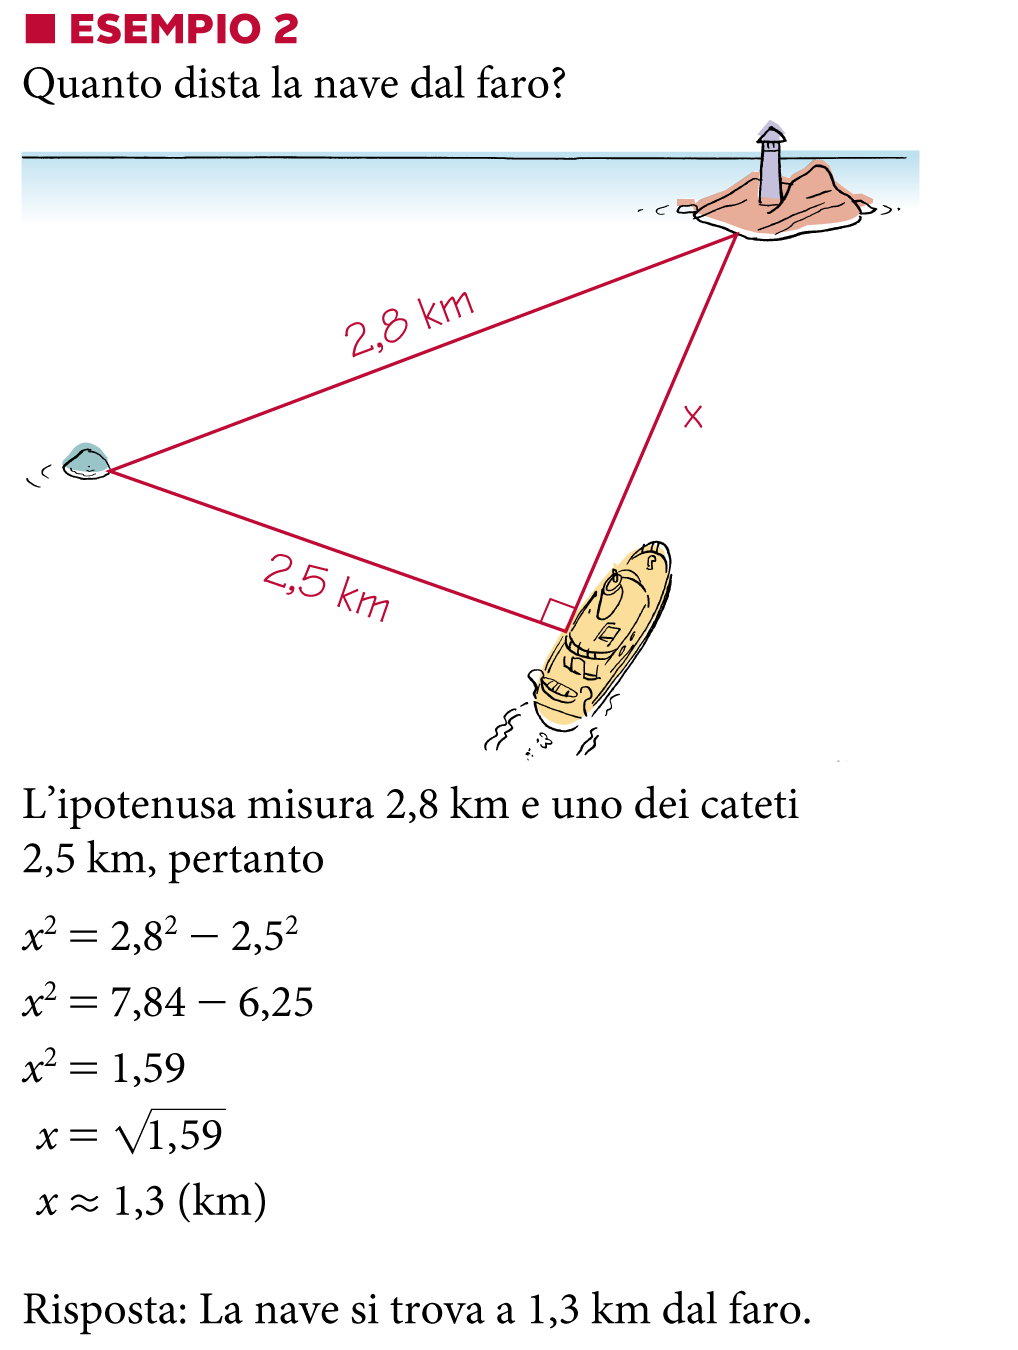 ESEMPIO 2
Quanto dista la nave dal faro?
2,8 km
x
2,5 km
L’ipotenusa misura 2,8 km e uno dei cateti
2,5 km, pertanto
x² = 2,8² − 2,5²
x² = 7,84 − 6,25
x² = 1,59
x = √1,59
x ≈ 1,3 (km)
Risposta: La nave si trova a 1,3 km dal faro.